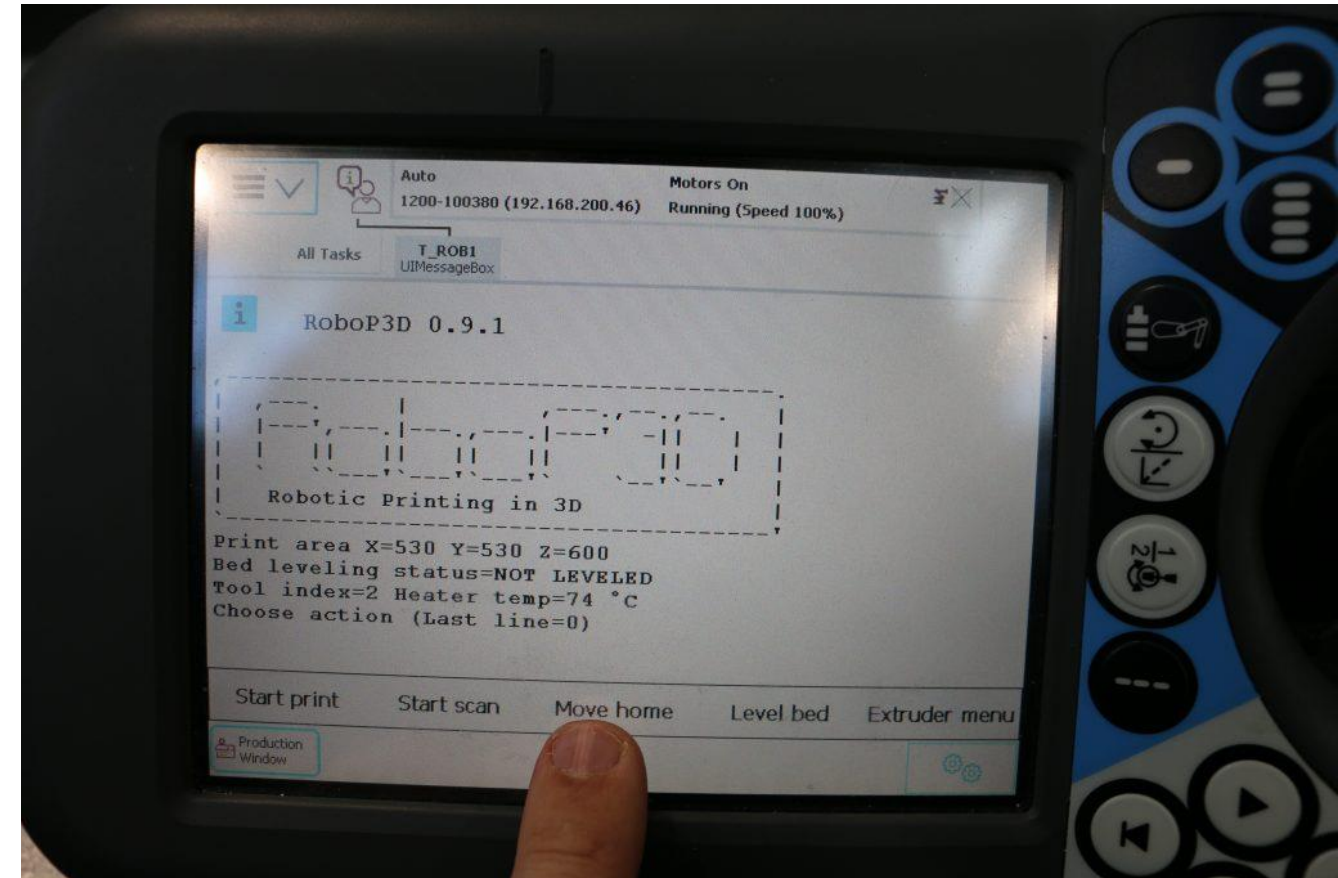 Auto
Motors On
1200-100380 (192.168.200.46)
Running (Speed 100%)
All Tasks
T_ROB1
UIMessageBox
i
RoboP3D 0.9.1
RoboP3D
Robotic Printing in 3D
Print area X=530 Y=530 Z=600
Bed leveling status=NOT LEVELED
Tool index=2 Heater temp=74 °C
Choose action (Last line=0)
Start print
Start scan
Move home
Level bed
Extruder menu
Production
Window
1
2